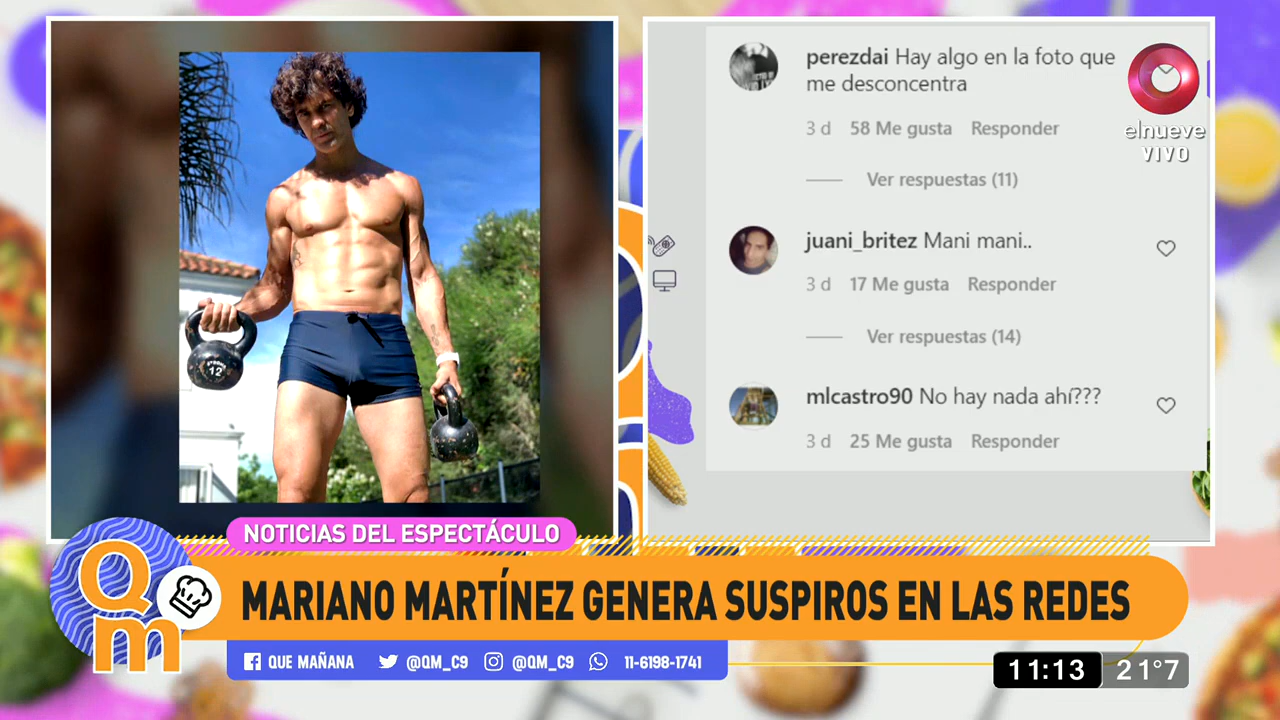 perezdai Hay algo en la foto que
me desconcentra
3 d 58 Me gusta Responder
Ver respuestas (11)
juani_britez Mani mani..
3 d 17 Me gusta Responder
Ver respuestas (14)
mlcastro90 No hay nada ahí???
3 d 25 Me gusta Responder
elnueve
VIVO
12
NOTICIAS DEL ESPECTÁCULO
Qm
MARIANO MARTÍNEZ GENERA SUSPIROS EN LAS REDES
QUE MAÑANA @QM_C9 @QM_C9 11-6198-1741
11:13 21°7